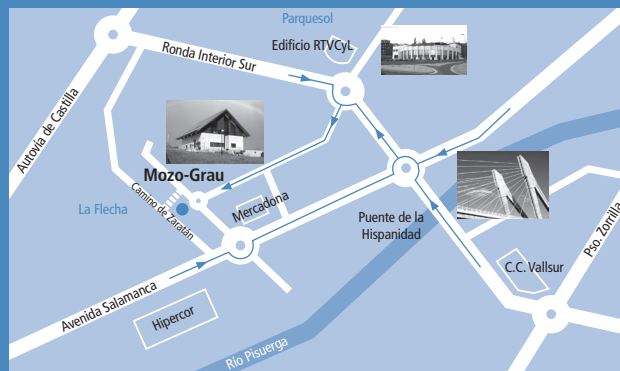 Parquesol
Edificio RTVCyL
Ronda Interior Sur
Autovía de Castilla
Mozo-Grau
La Flecha
Camino de Zaratán
Mercadona
Puente de la
Hispanidad
Pso. Zorrilla
C.C. Vallsur
Avenida Salamanca
Hipercor
Río Pisuerga